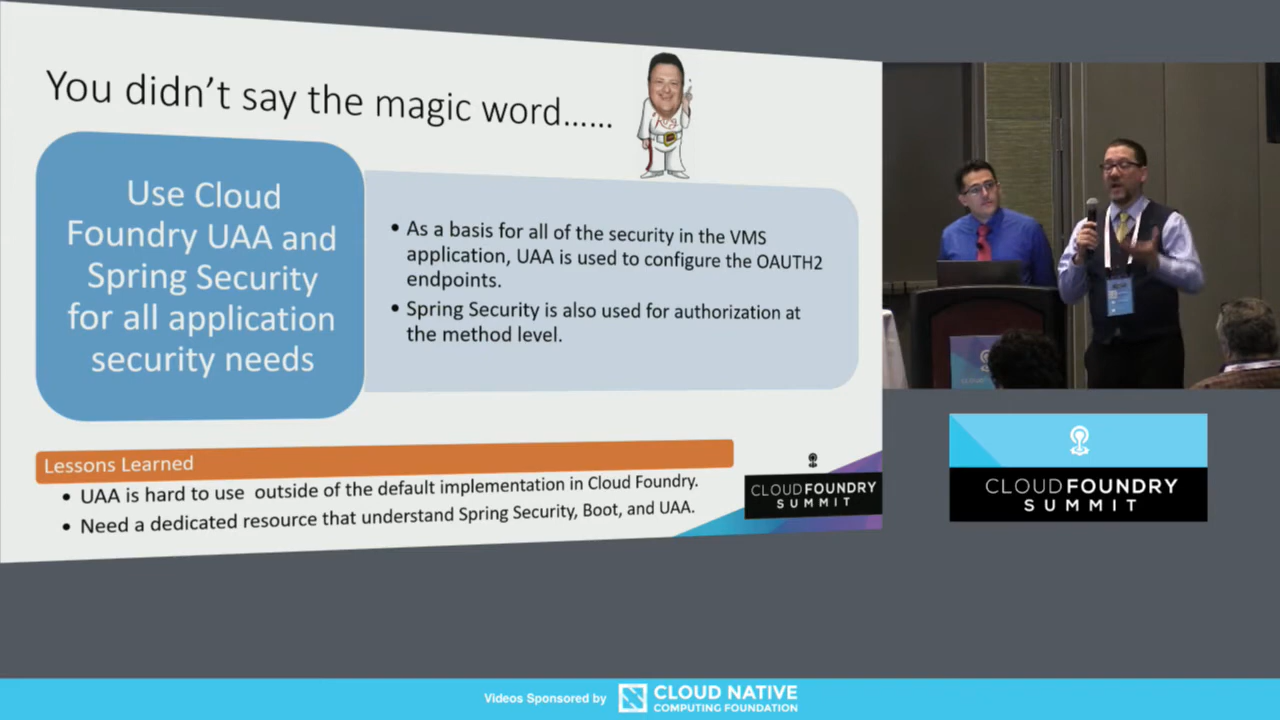 You didn't say the magic word......
Use Cloud
Foundry UAA and
Spring Security
for all application
security needs
• As a basis for all of the security in the VMS
application, UAA is used to configure the OAUTH2
endpoints.
• Spring Security is also used for authorization at
the method level.
Lessons Learned
• UAA is hard to use outside of the default implementation in Cloud Foundry.
• Need a dedicated resource that understand Spring Security, Boot, and UAA.
CLOUDFOUNDRY
SUMMIT
CLOUDFOUNDRY
SUMMIT
Videos Sponsored by
CLOUD NATIVE
COMPUTING FOUNDATION